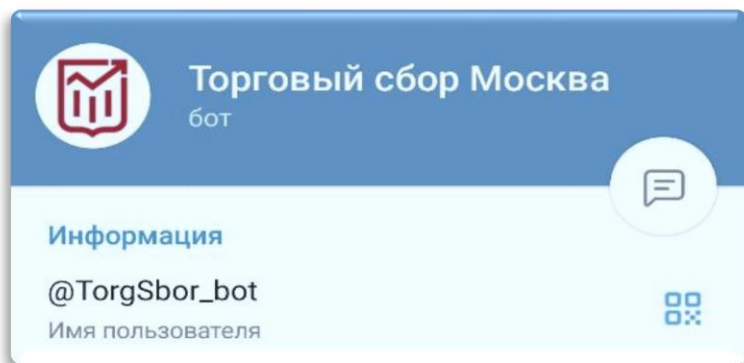 Торговый сбор Москва
бот
Информация
@TorgSbor_bot
Имя пользователя